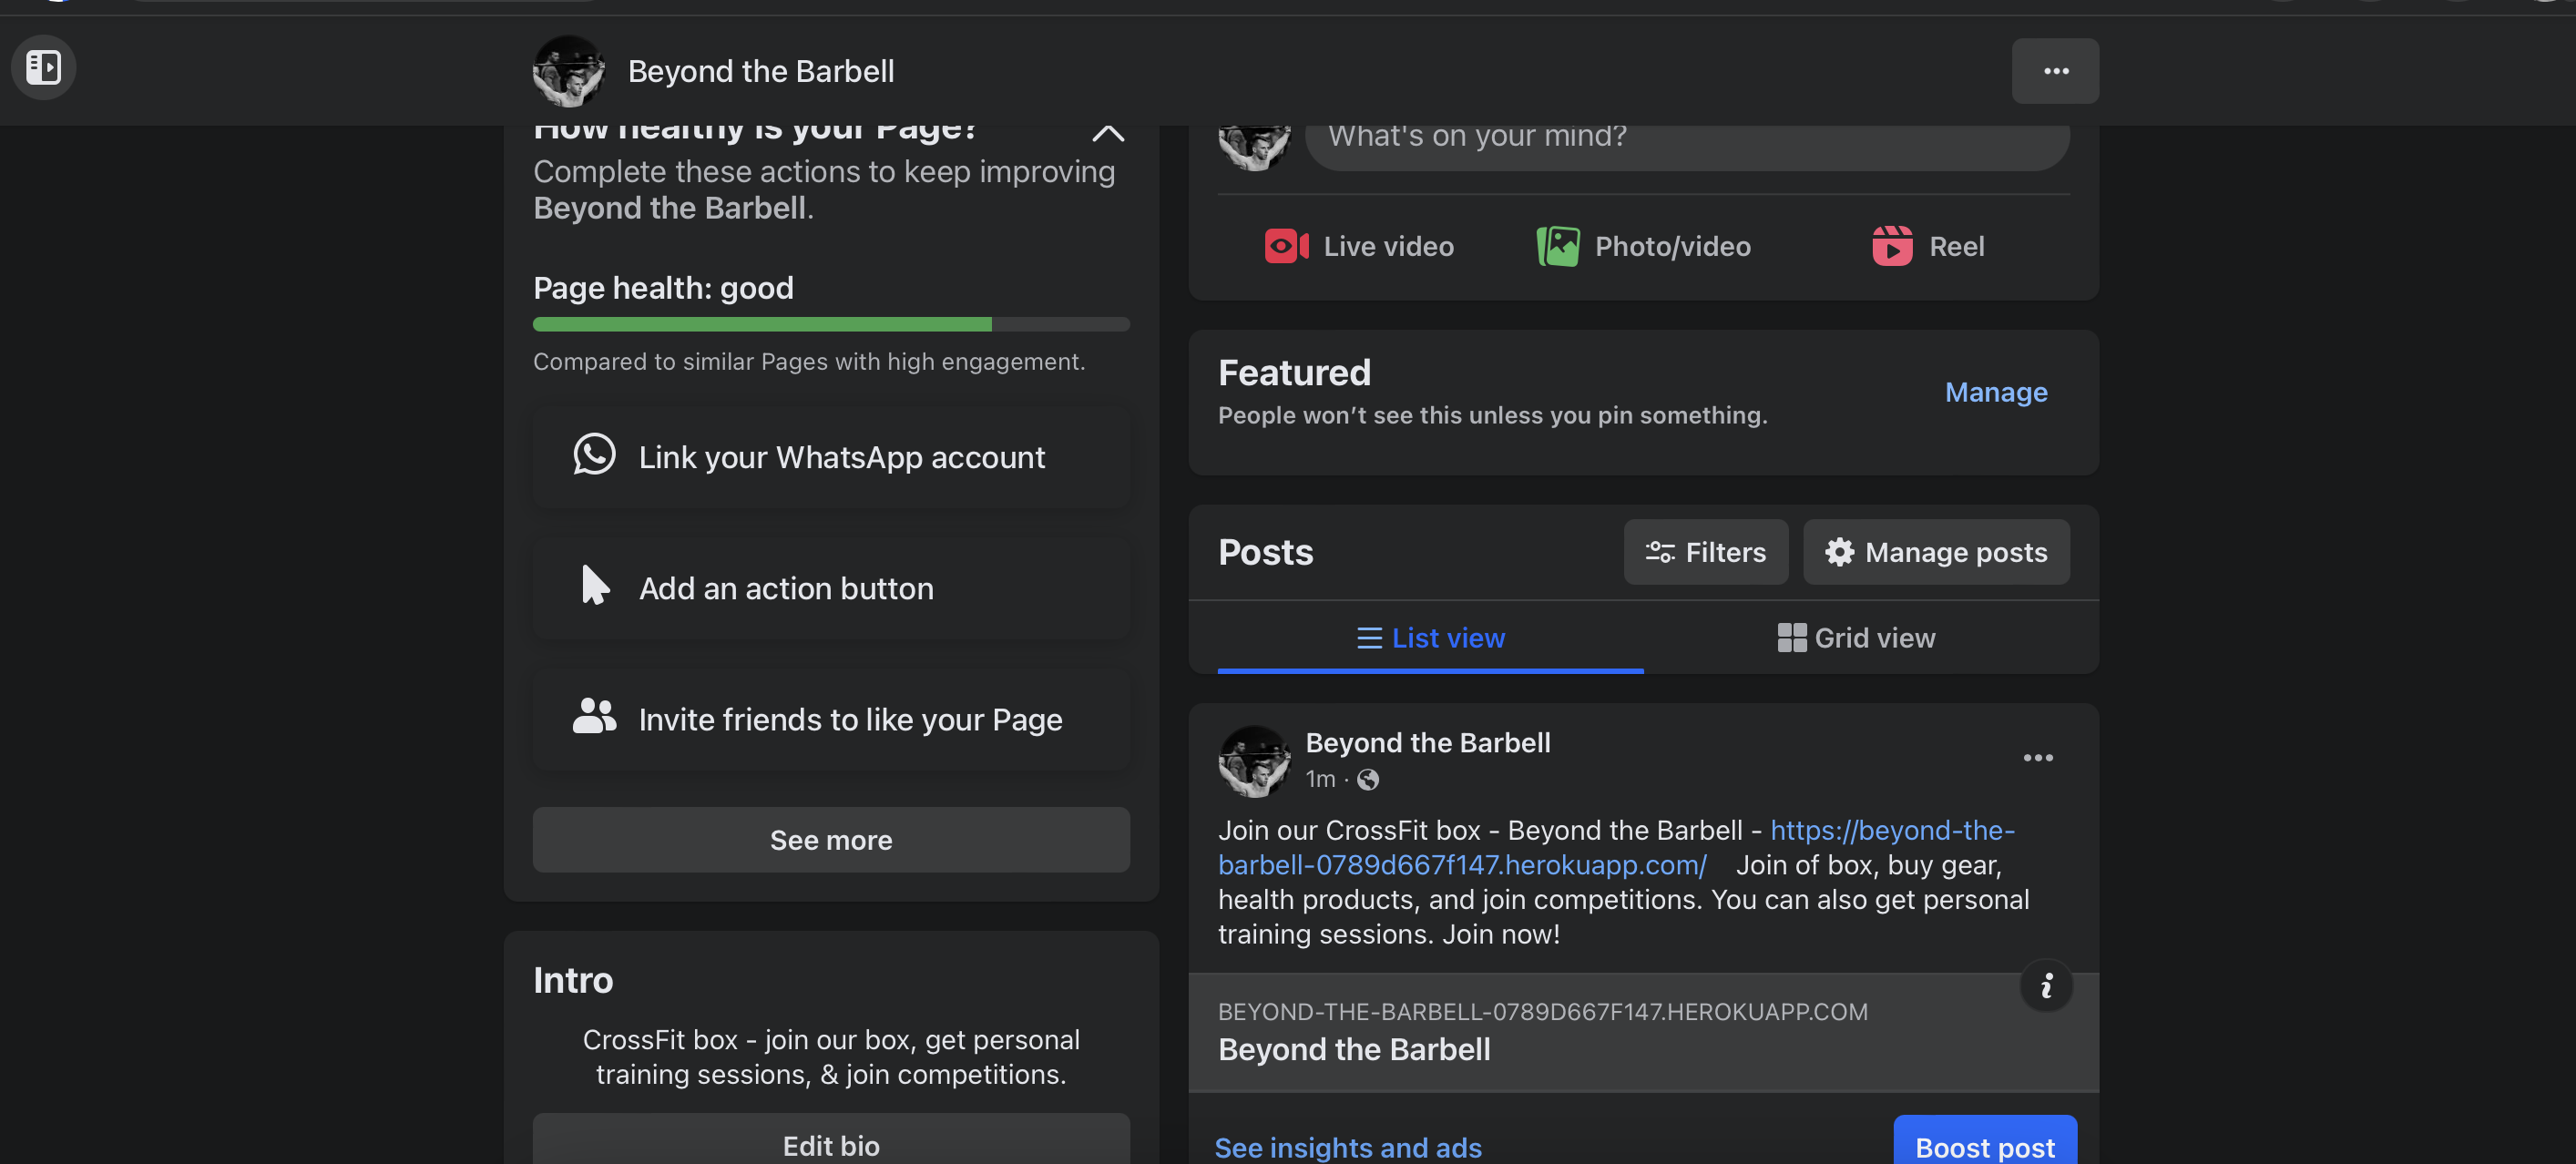 Beyond the Barbell
How healthy is your Page?
Complete these actions to keep improving
Beyond the Barbell.
Page health: good
Compared to similar Pages with high engagement.
Link your WhatsApp account
Add an action button
Invite friends to like your Page
See more
Intro
CrossFit box - join our box, get personal
training sessions, & join competitions.
Edit bio
What's on your mind?
Live video
Photo/video
Reel
Featured
People won’t see this unless you pin something.
Manage
Posts
Filters
Manage posts
List view
Grid view
Beyond the Barbell
1m ·
Join our CrossFit box - Beyond the Barbell - https://beyond-the-
barbell-0789d667f147.herokuapp.com/ Join of box, buy gear,
health products, and join competitions. You can also get personal
training sessions. Join now!
BEYOND-THE-BARBELL-0789D667F147.HEROKUAPP.COM
Beyond the Barbell
See insights and ads
Boost post